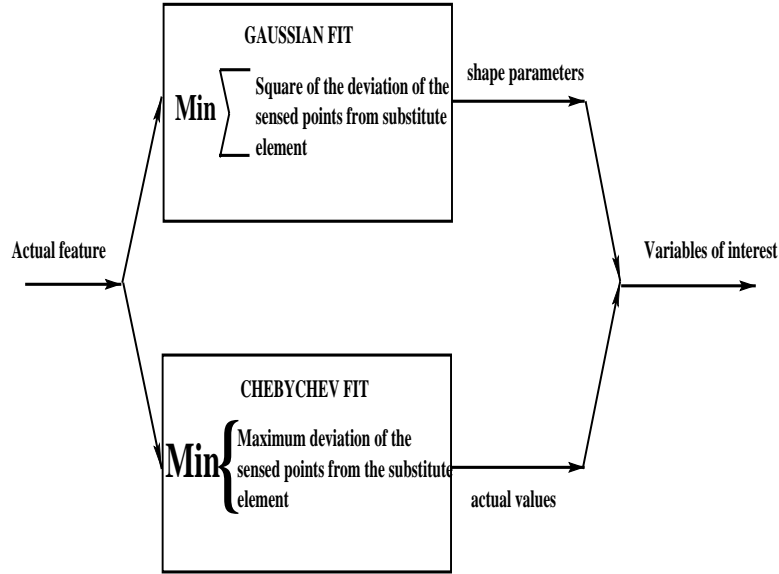 GAUSSIAN FIT
Min
Square of the deviation of the
sensed points from substitute
element
shape parameters
Actual feature
Variables of interest
CHEBYCHEV FIT
Min {
Maximum deviation of the
sensed points from the substitute
element
actual values